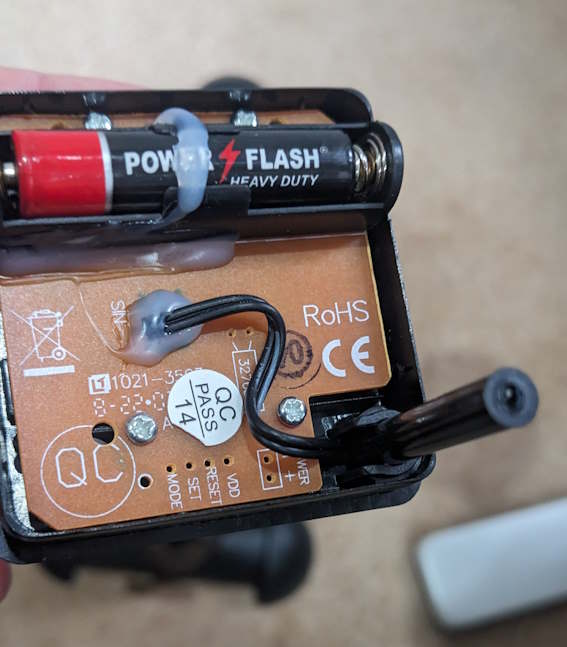 POWER FLASH®
HEAVY DUTY
RoHS
CE
QC
PASS
14
QC
MODE
SET
RESET
VDD
+